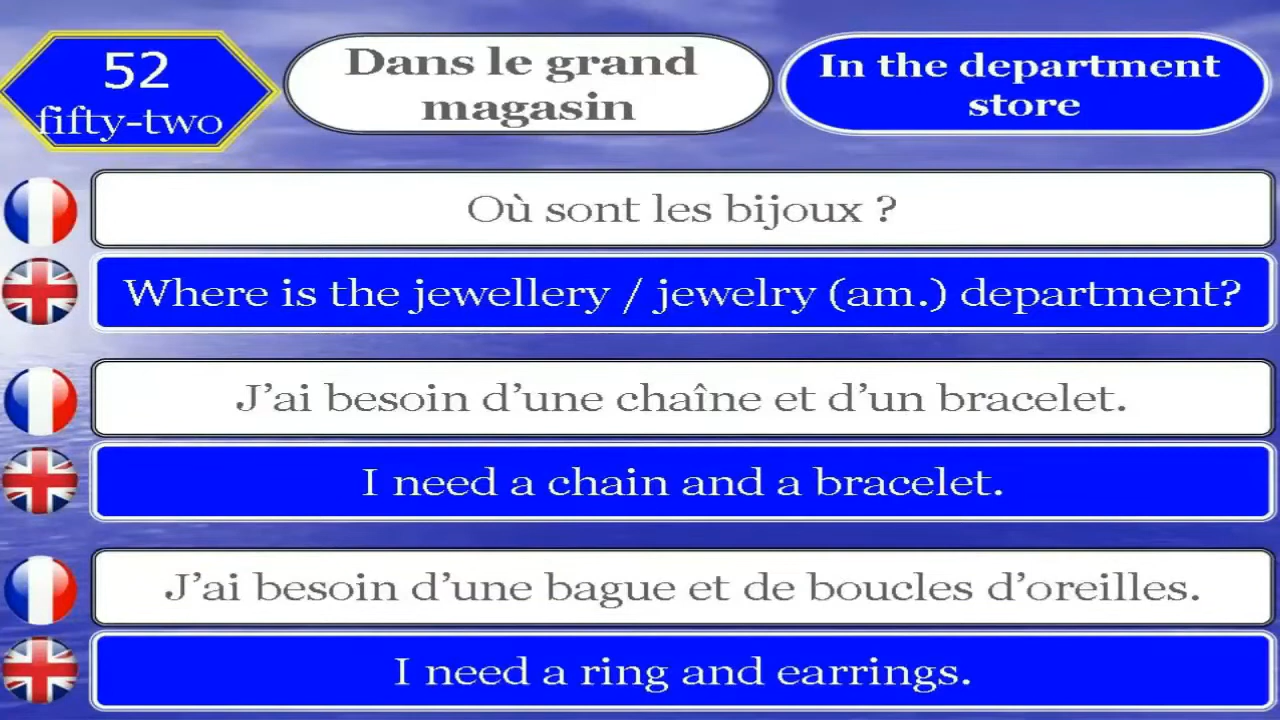 52
fifty-two
Dans le grand
magasin
In the department
store
Où sont les bijoux ?
Where is the jewellery / jewelry (am.) department?
J’ai besoin d’une chaîne et d’un bracelet.
I need a chain and a bracelet.
J’ai besoin d’une bague et de boucles d’oreilles.
I need a ring and earrings.